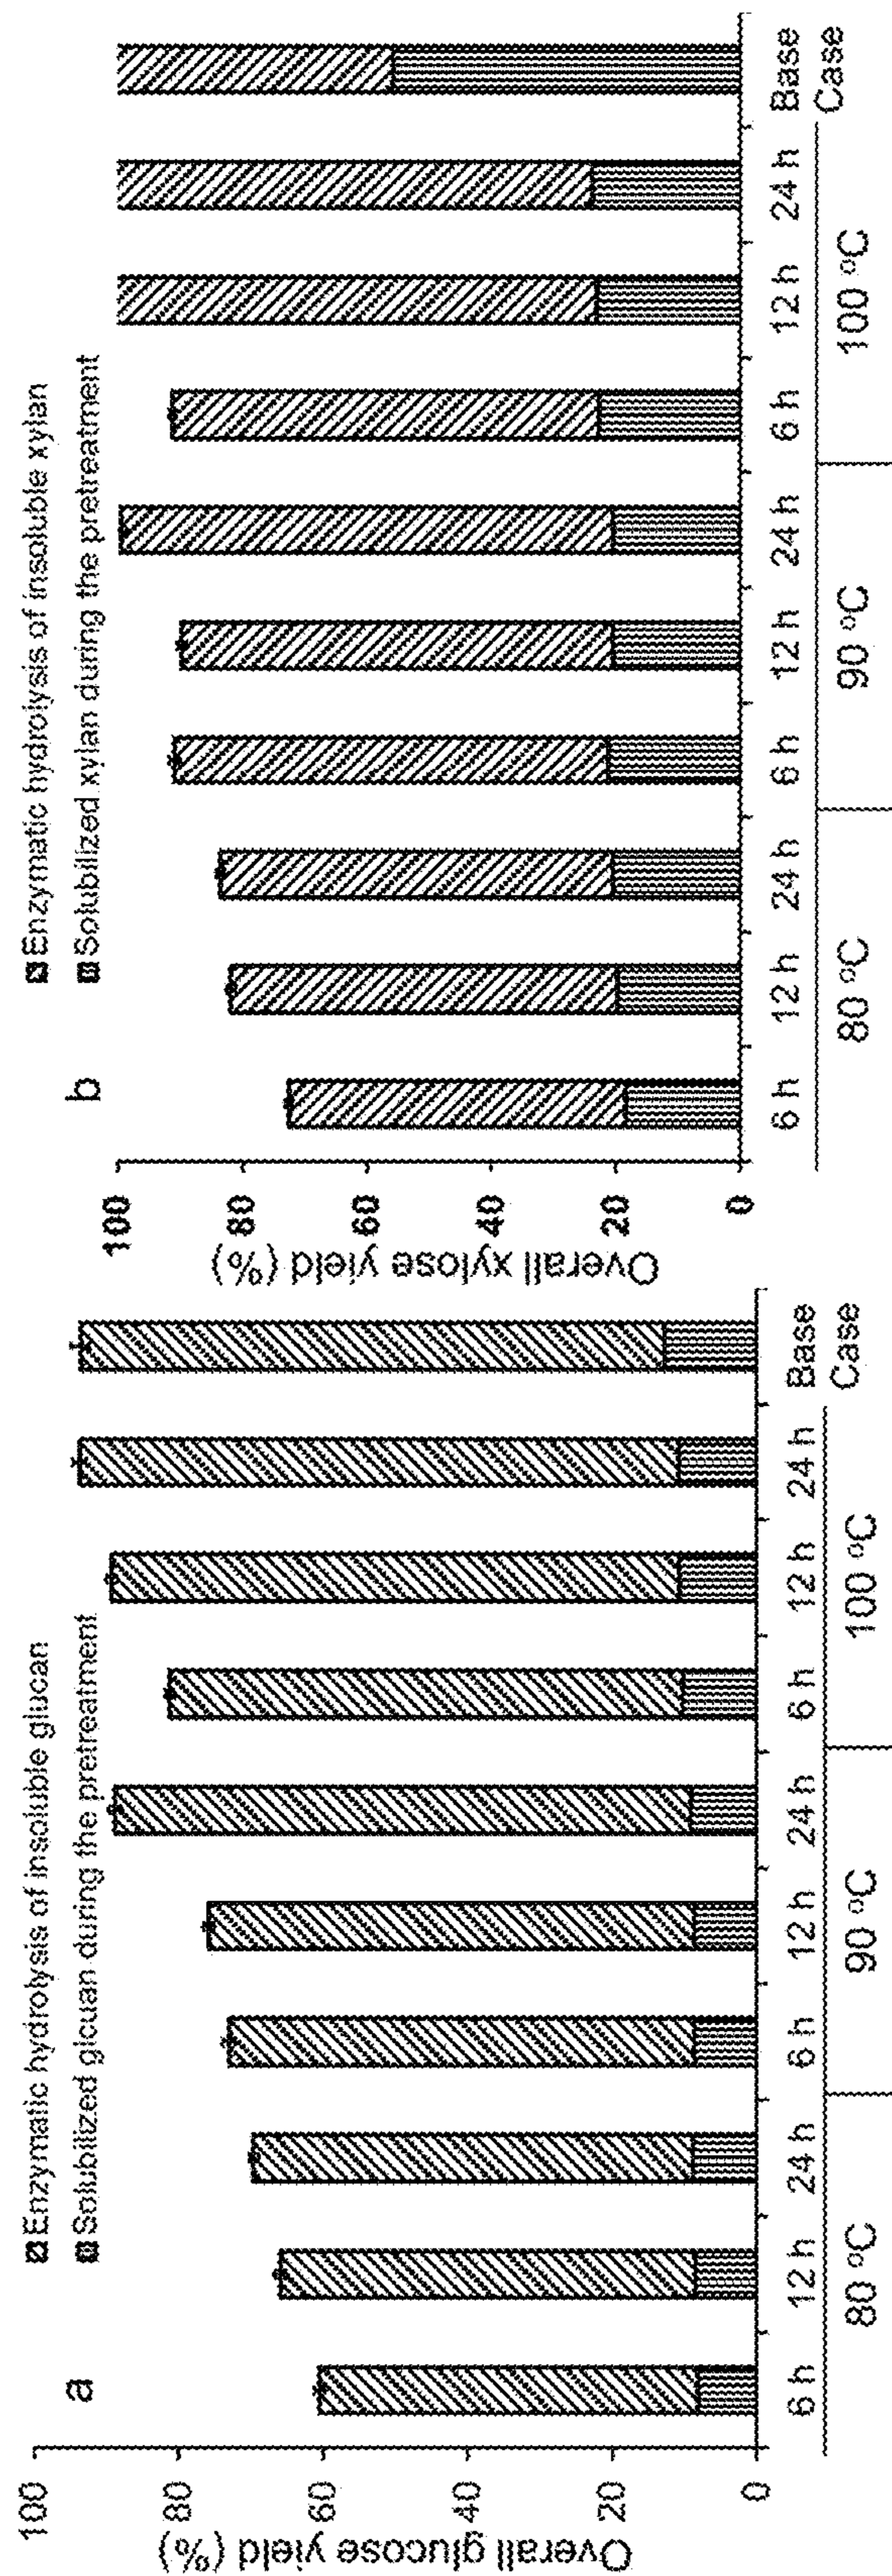 a
Enzymatic hydrolysis of insoluble glucan
Solubilized glcuan during the pretreatment
Overall glucose yield (%)
100
80
60
40
20
0
6 h 12 h 24 h 6 h 12 h 24 h 6 h 12 h 24 h Base
Case
80 °C 90 °C 100 °C
b
Enzymatic hydrolysis of insoluble xylan
Solubilized xylan during the pretreatment
Overall xylose yield (%)
100
80
60
40
20
0
6 h 12 h 24 h 6 h 12 h 24 h 6 h 12 h 24 h Base
Case
80 °C 90 °C 100 °C